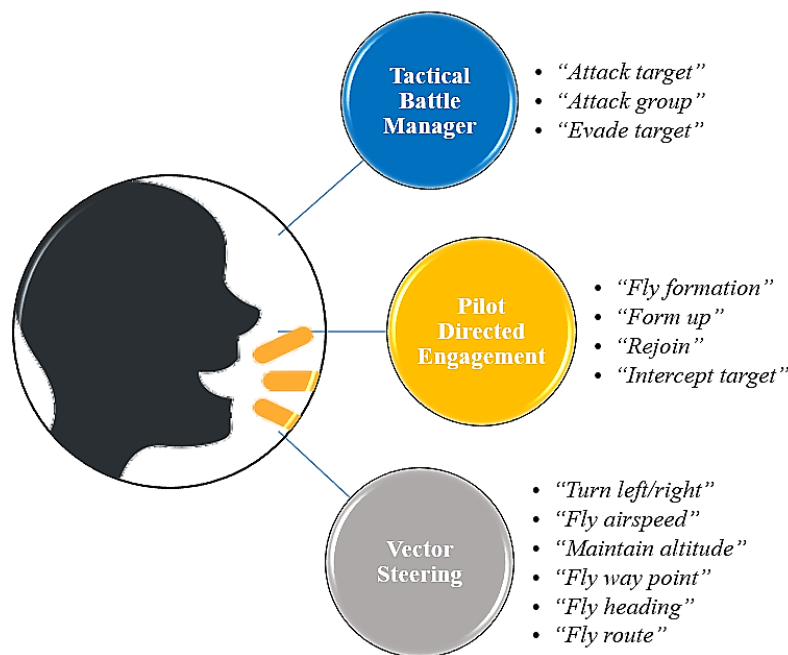 Tactical
Battle
Manager
• “Attack target”
• “Attack group”
• “Evade target”
Pilot
Directed
Engagement
• “Fly formation”
• “Form up”
• “Rejoin”
• “Intercept target”
Vector
Steering
• “Turn left/right”
• “Fly airspeed”
• “Maintain altitude”
• “Fly way point”
• “Fly heading”
• “Fly route”